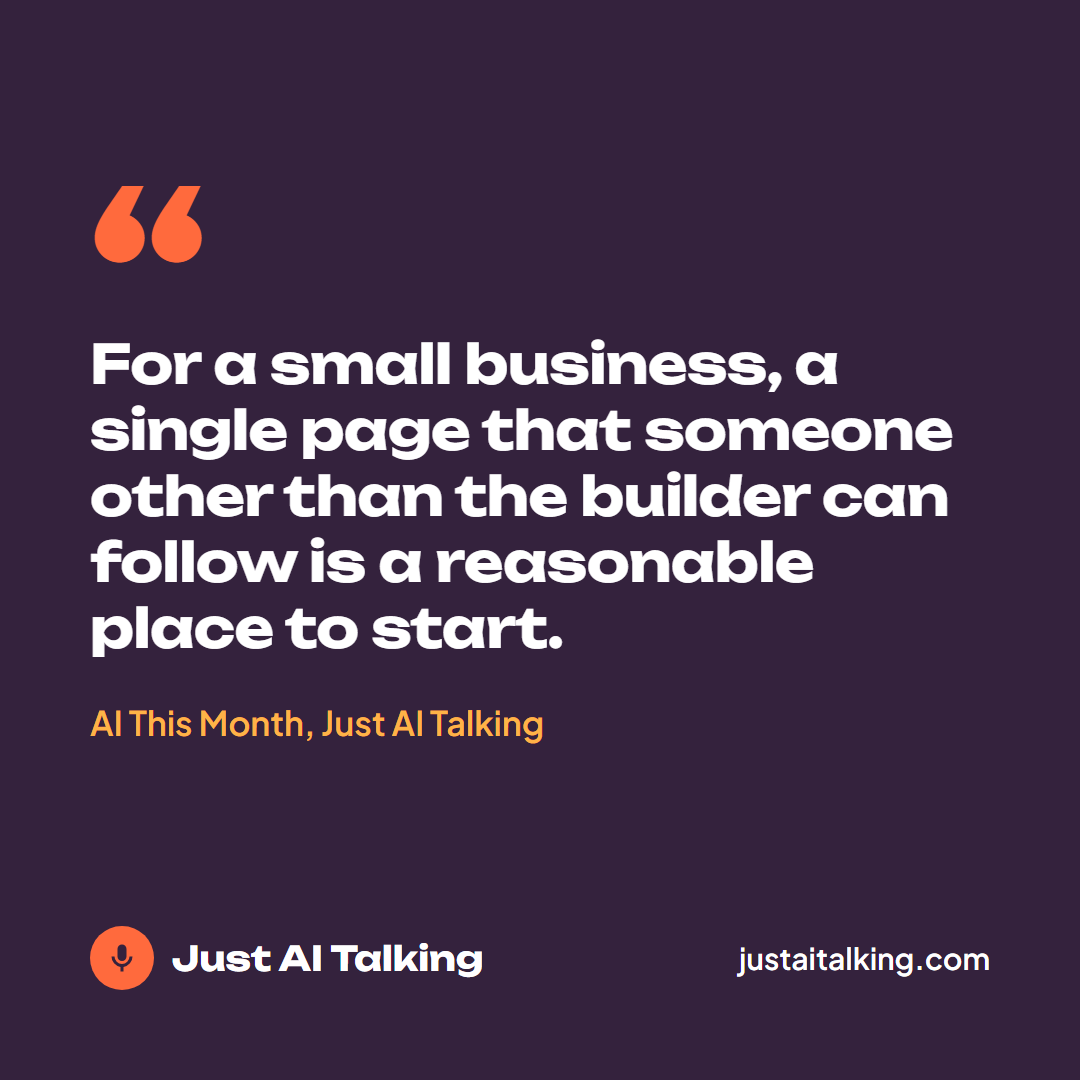 “
For a small business, a
single page that someone
other than the builder can
follow is a reasonable
place to start.
AI This Month, Just AI Talking
Just AI Talking
justaitalking.com